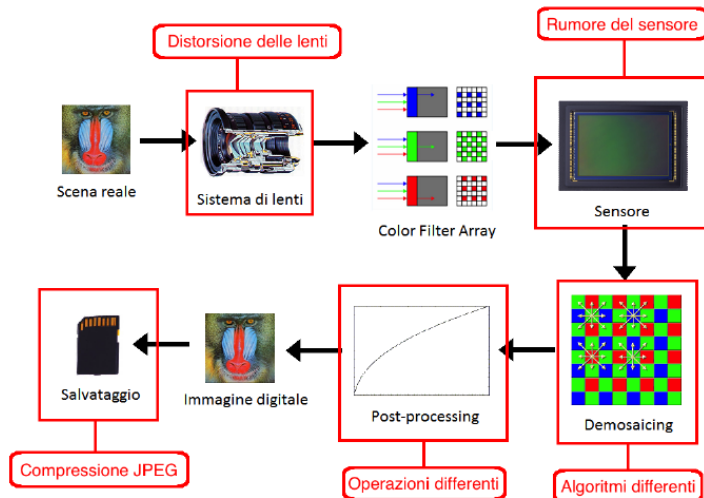 Distorsione delle lenti
Rumore del sensore
Scena reale
Sistema di lenti
Color Filter Array
Sensore
Salvataggio
Immagine digitale
Post-processing
Demosaicing
Compressione JPEG
Operazioni differenti
Algoritmi differenti